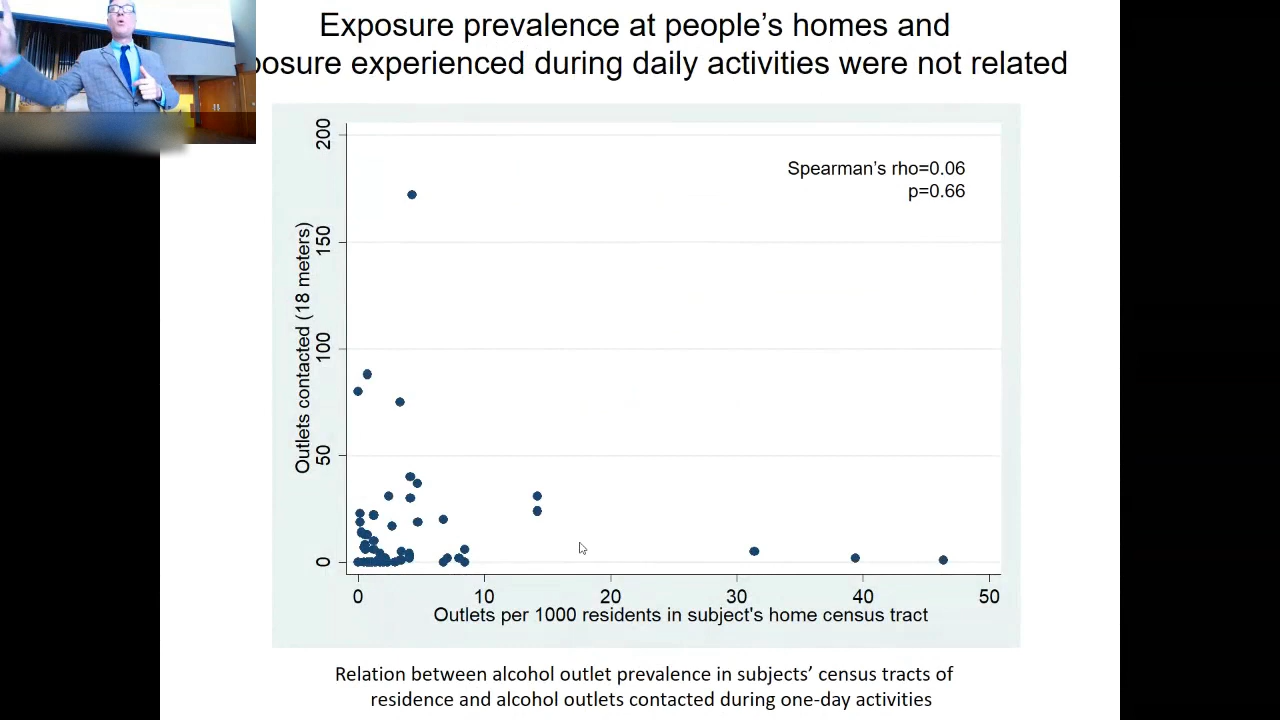 Exposure prevalence at people’s homes and
posure experienced during daily activities were not related
Spearman’s rho=0.06
p=0.66
200
150
100
50
0
Outlets contacted (18 meters)
0 10 20 30 40 50
Outlets per 1000 residents in subject's home census tract
Relation between alcohol outlet prevalence in subjects’ census tracts of
residence and alcohol outlets contacted during one-day activities